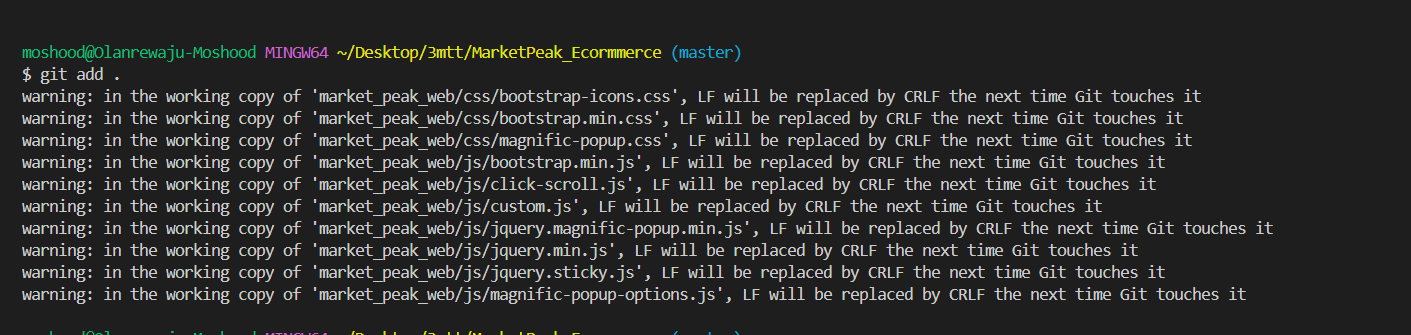 moshood@Olanrewaju-Moshood MINGW64 ~/Desktop/3mtt/MarketPeak_Ecormmerce (master)
$ git add .
warning: in the working copy of 'market_peak_web/css/bootstrap-icons.css', LF will be replaced by CRLF the next time Git touches it
warning: in the working copy of 'market_peak_web/css/bootstrap.min.css', LF will be replaced by CRLF the next time Git touches it
warning: in the working copy of 'market_peak_web/css/magnific-popup.css', LF will be replaced by CRLF the next time Git touches it
warning: in the working copy of 'market_peak_web/js/bootstrap.min.js', LF will be replaced by CRLF the next time Git touches it
warning: in the working copy of 'market_peak_web/js/click-scroll.js', LF will be replaced by CRLF the next time Git touches it
warning: in the working copy of 'market_peak_web/js/custom.js', LF will be replaced by CRLF the next time Git touches it
warning: in the working copy of 'market_peak_web/js/jquery.magnific-popup.min.js', LF will be replaced by CRLF the next time Git touches it
warning: in the working copy of 'market_peak_web/js/jquery.min.js', LF will be replaced by CRLF the next time Git touches it
warning: in the working copy of 'market_peak_web/js/jquery.sticky.js', LF will be replaced by CRLF the next time Git touches it
warning: in the working copy of 'market_peak_web/js/magnific-popup-options.js', LF will be replaced by CRLF the next time Git touches it